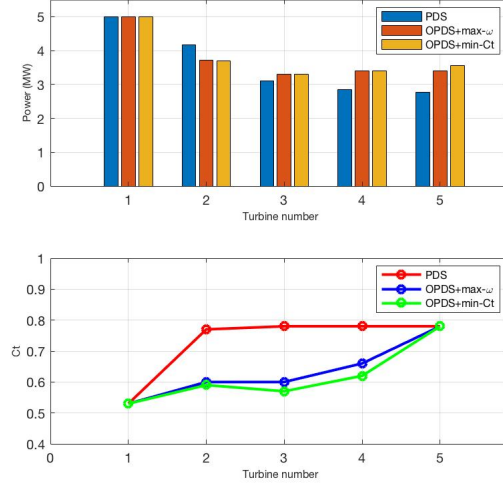 5
4
3
2
1
0
Power (MW)
PDS
OPDS+max-ω
OPDS+min-Ct
1 2 3 4 5
Turbine number
1
0.9
0.8
0.7
0.6
0.5
0.4
Ct
PDS
OPDS+max-ω
OPDS+min-Ct
0 1 2 3 4 5
Turbine number